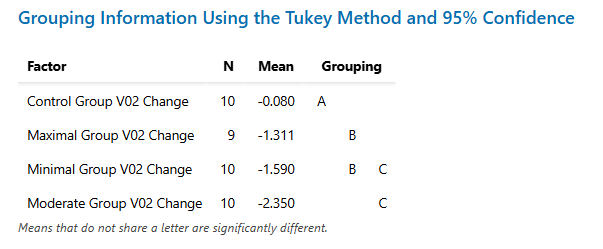 Grouping Information Using the Tukey Method and 95% Confidence
Factor N Mean Grouping
Control Group V02 Change 10 -0.080 A
Maximal Group V02 Change 9 -1.311 B
Minimal Group V02 Change 10 -1.590 B C
Moderate Group V02 Change 10 -2.350 C
Means that do not share a letter are significantly different.